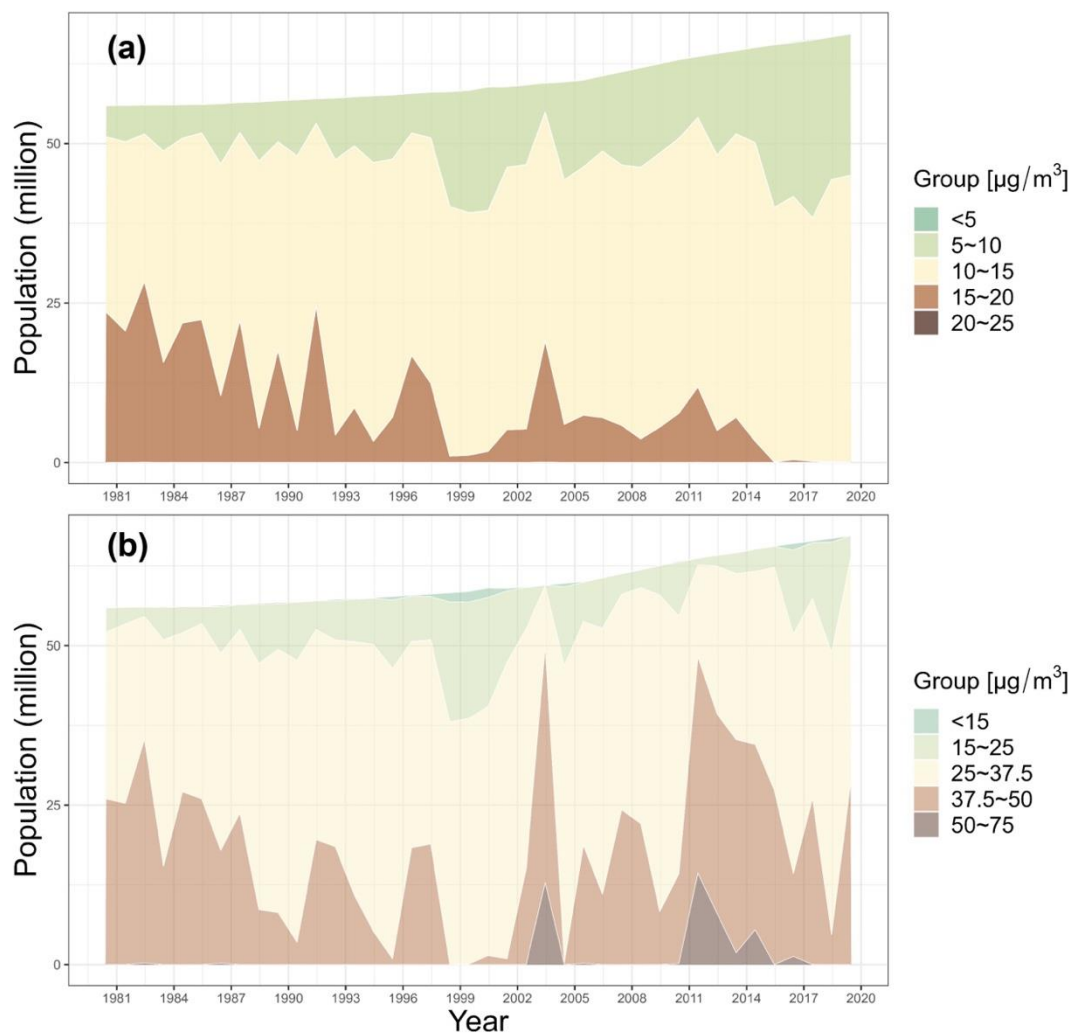 (a)
Population (million)
50
25
0
1981 1984 1987 1990 1993 1996 1999 2002 2005 2008 2011 2014 2017 2020
Group [μg/m³]
<5
5~10
10~15
15~20
20~25
(b)
Population (million)
50
25
0
1981 1984 1987 1990 1993 1996 1999 2002 2005 2008 2011 2014 2017 2020
Year
Group [μg/m³]
<15
15~25
25~37.5
37.5~50
50~75